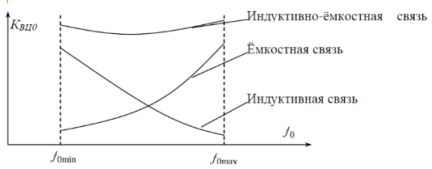 K_ВЦ0
Индуктивно-ёмкостная связь
Ёмкостная связь
Индуктивная связь
f_0
f_0min
f_0max